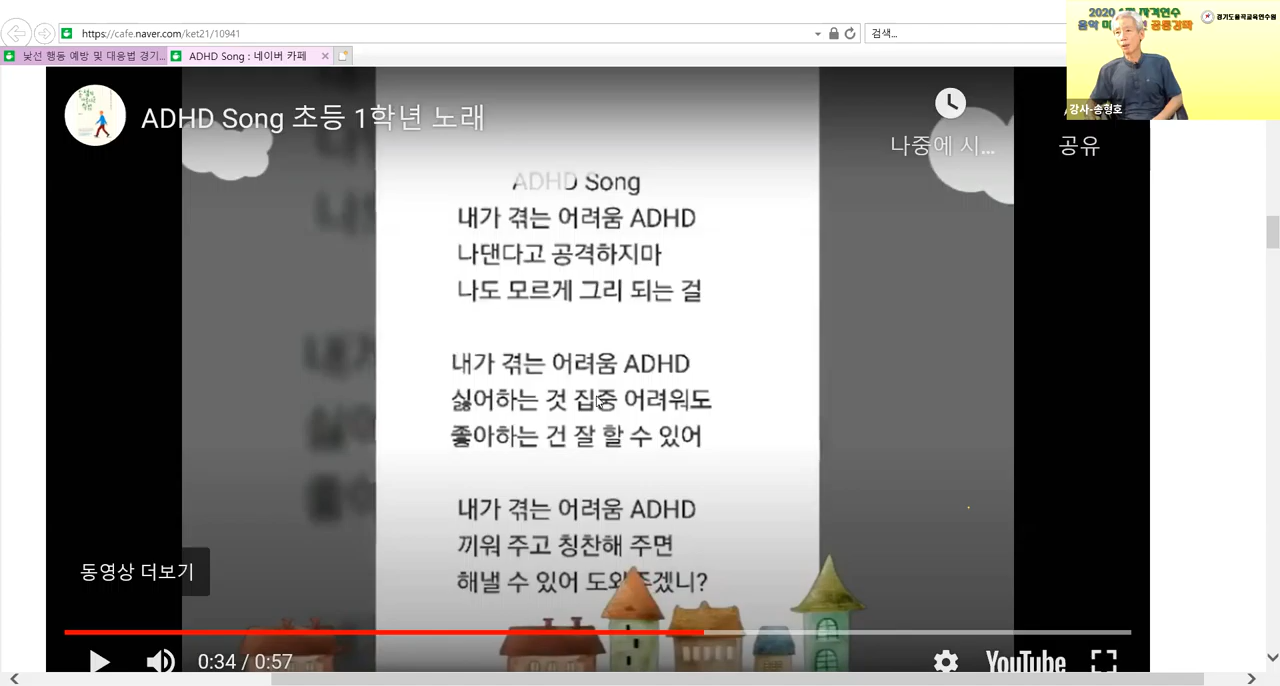 https://cafe.naver.com/ket21/10941
검색...
낯선 행동 예방 및 대응법 경기...
ADHD Song : 네이버 카페
경기도율곡교육연수원
강사-송형호
ADHD Song 초등 1학년 노래
나중에 시...
공유
ADHD Song
내가 겪는 어려움 ADHD
나댄다고 공격하지마
나도 모르게 그리 되는 걸
내가 겪는 어려움 ADHD
싫어하는 것 집중 어려워도
좋아하는 건 잘 할 수 있어
내가 겪는 어려움 ADHD
끼워 주고 칭찬해 주면
해낼 수 있어 도와주겠니?
동영상 더보기
0:34 / 0:57
YouTube